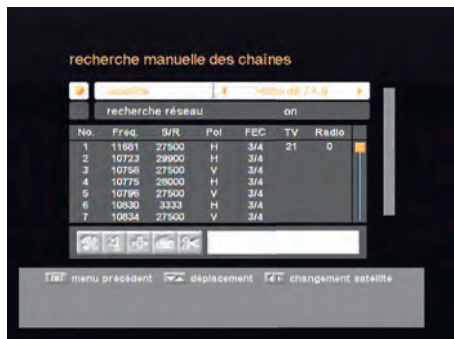 recherche manuelle des chaînes
satellite
recherche réseau on
No. Freq. S/R Pol FEC TV Radio
1 11681 27500 H 3/4 21 0
2 10723 29900 H 3/4
3 10758 27500 V 3/4
4 10775 28000 H 3/4
5 10796 27500 V 3/4
6 10830 3333 H 3/4
7 10834 27500 V 3/4
EXIT menu précédent déplacement changement satellite